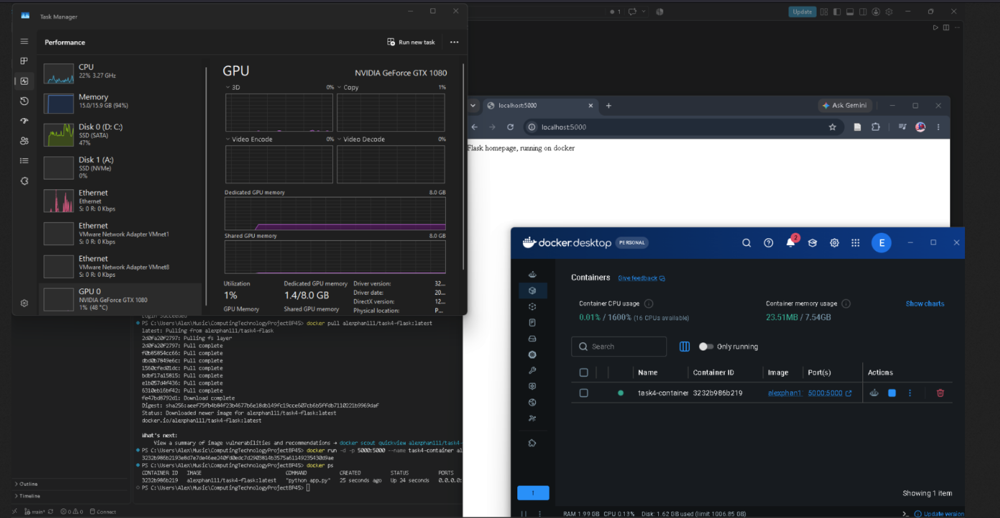 Task Manager
Performance
Run new task
CPU
22% 3.27 GHz
Memory
15.0/15.9 GB (94%)
Disk 0 (D: C:)
SSD (SATA)
47%
Disk 1 (A:)
SSD (NVMe)
0%
Ethernet
Ethernet
S: 0 R: 0 Kbps
Ethernet
VMware Network Adapter VMnet1
S: 0 R: 0 Kbps
Ethernet
VMware Network Adapter VMnet8
S: 0 R: 0 Kbps
GPU 0
NVIDIA GeForce GTX 1080
1% (48 °C)
GPU
NVIDIA GeForce GTX 1080
3D 0% Copy 1%
Video Encode 0% Video Decode 0%
Dedicated GPU memory 8.0 GB
Shared GPU memory 8.0 GB
Utilization Dedicated GPU memory Driver version: 32...
1% 1.4/8.0 GB Driver date: 20...
DirectX version: 12...
GPU Memory Shared GPU memory Physical location: P...
1
Update
localhost:5000
Ask Gemini
localhost:5000
Flask homepage, running on docker
Login Succeeded
PS C:\Users\Alex\Music\ComputingTechnologyProjectBP45> docker pull alexphan111/task4-flask:latest
latest: Pulling from alexphan111/task4-flask
2d0fa20f2797: Pulling fs layer
2d0fa20f2797: Pull complete
f0b85854cc66: Pull complete
dbd0b7849e6c: Pull complete
1560cfed01dc: Pull complete
bdbf17a15815: Pull complete
e1b057d4f436: Pull complete
6310eb16bf42: Pull complete
fe47bd8792d1: Download complete
Digest: sha256:aeef75fb4b84f23b4677b6e18db149fc19cce607cb6b5ffdb7110221b9969daf
Status: Downloaded newer image for alexphan111/task4-flask:latest
docker.io/alexphan111/task4-flask:latest
What's next:
View a summary of image vulnerabilities and recommendations → docker scout quickview alexphan111/task4-
PS C:\Users\Alex\Music\ComputingTechnologyProjectBP45> docker run -d -p 5000:5000 --name task4-container al
3232b986b2193e8d7e7de46ee240fd0edc7d2903814b3575a61149235430d9ae
PS C:\Users\Alex\Music\ComputingTechnologyProjectBP45> docker ps
CONTAINER ID IMAGE COMMAND CREATED STATUS PORTS
3232b986b219 alexphan111/task4-flask:latest "python app.py" 25 seconds ago Up 24 seconds 0.0.0.0:
PS C:\Users\Alex\Music\ComputingTechnologyProjectBP45>
Outline
Timeline
main* 0 0 Connect
docker.desktop PERSONAL
2
E
Containers Give feedback
Container CPU usage
0.01% / 1600% (16 CPUs available)
Container memory usage
23.51MB / 7.54GB
Show charts
Search
Only running
Name Container ID Image Port(s) Actions
task4-container 3232b986b219 alexphan1 5000:5000
Showing 1 item
RAM 1.99 GB CPU 0.13% Disk: 1.62 GB used (limit 1006.85 GB)
Update version